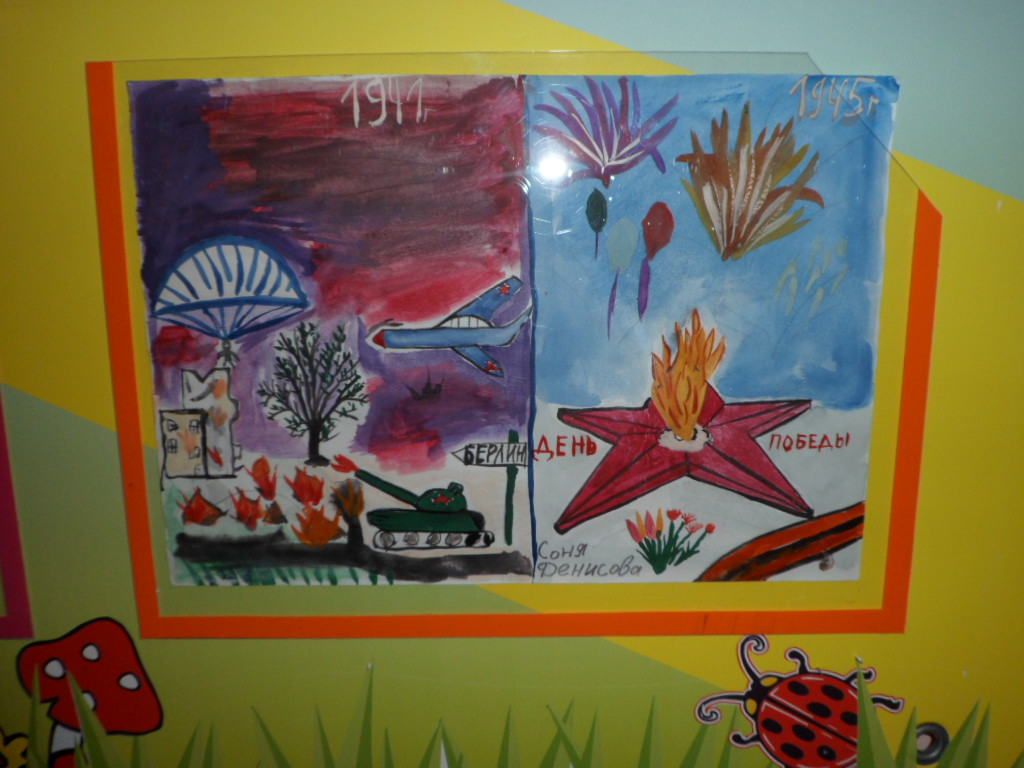 1941г
1945г
БЕРЛИН
ДЕНЬ
ПОБЕДЫ
Соня
Денисова